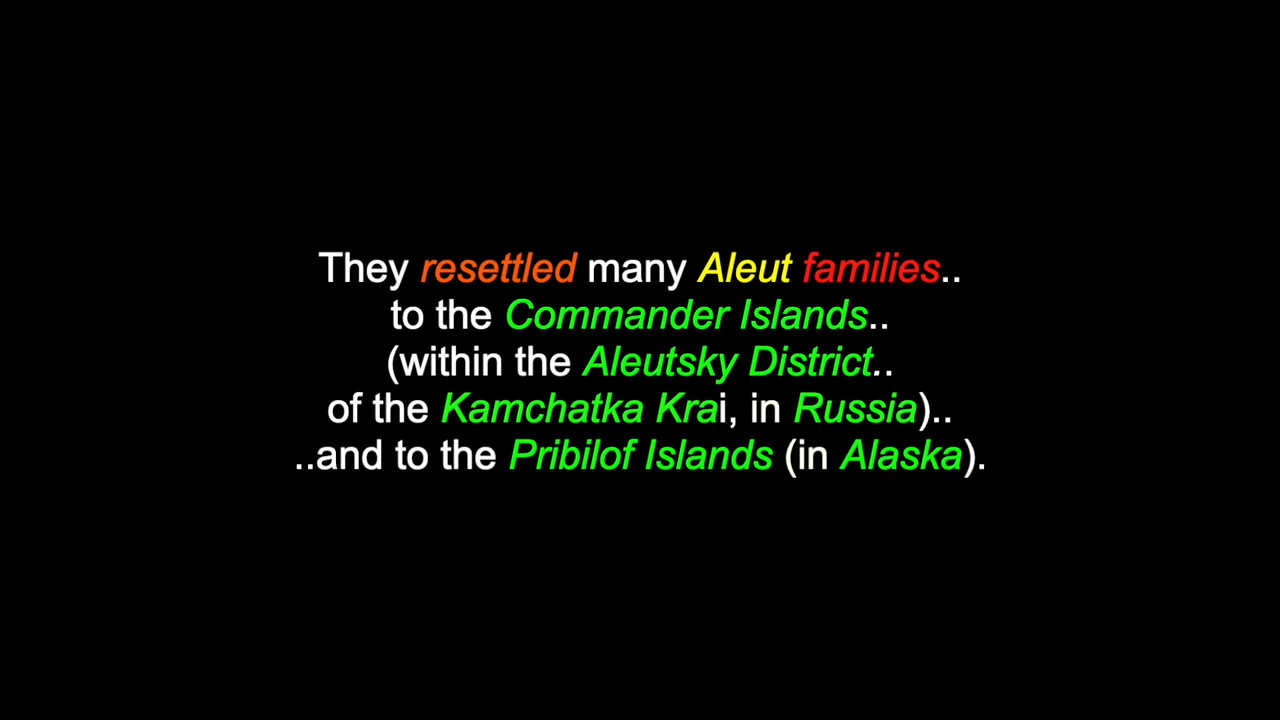 They resettled many Aleut families..
to the Commander Islands..
(within the Aleutsky District..
of the Kamchatka Krai, in Russia)..
..and to the Pribilof Islands (in Alaska).